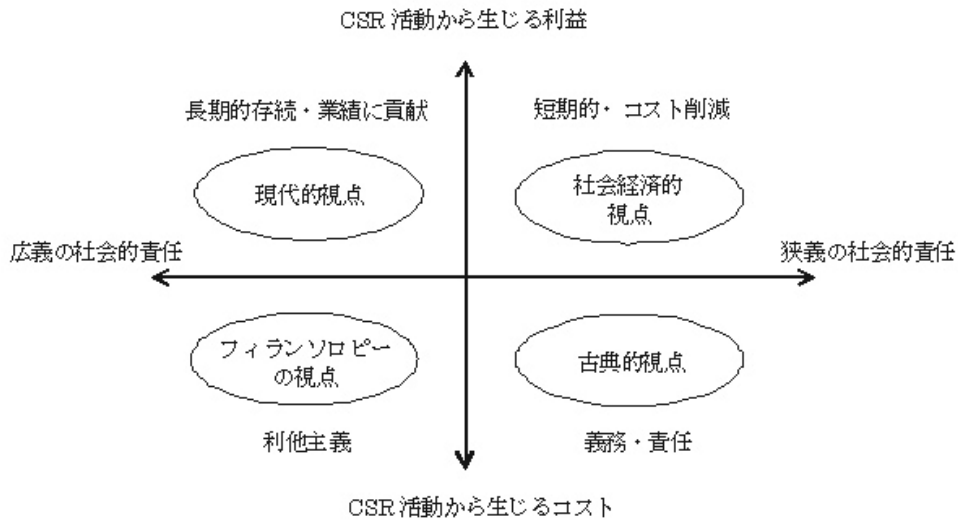 CSR 活動から生じる利益
長期的存続・業績に貢献
短期的・コスト削減
現代的視点
社会経済的
視点
広義の社会的責任
狭義の社会的責任
フィランソロピー
の視点
古典的視点
利他主義
義務・責任
CSR 活動から生じるコスト